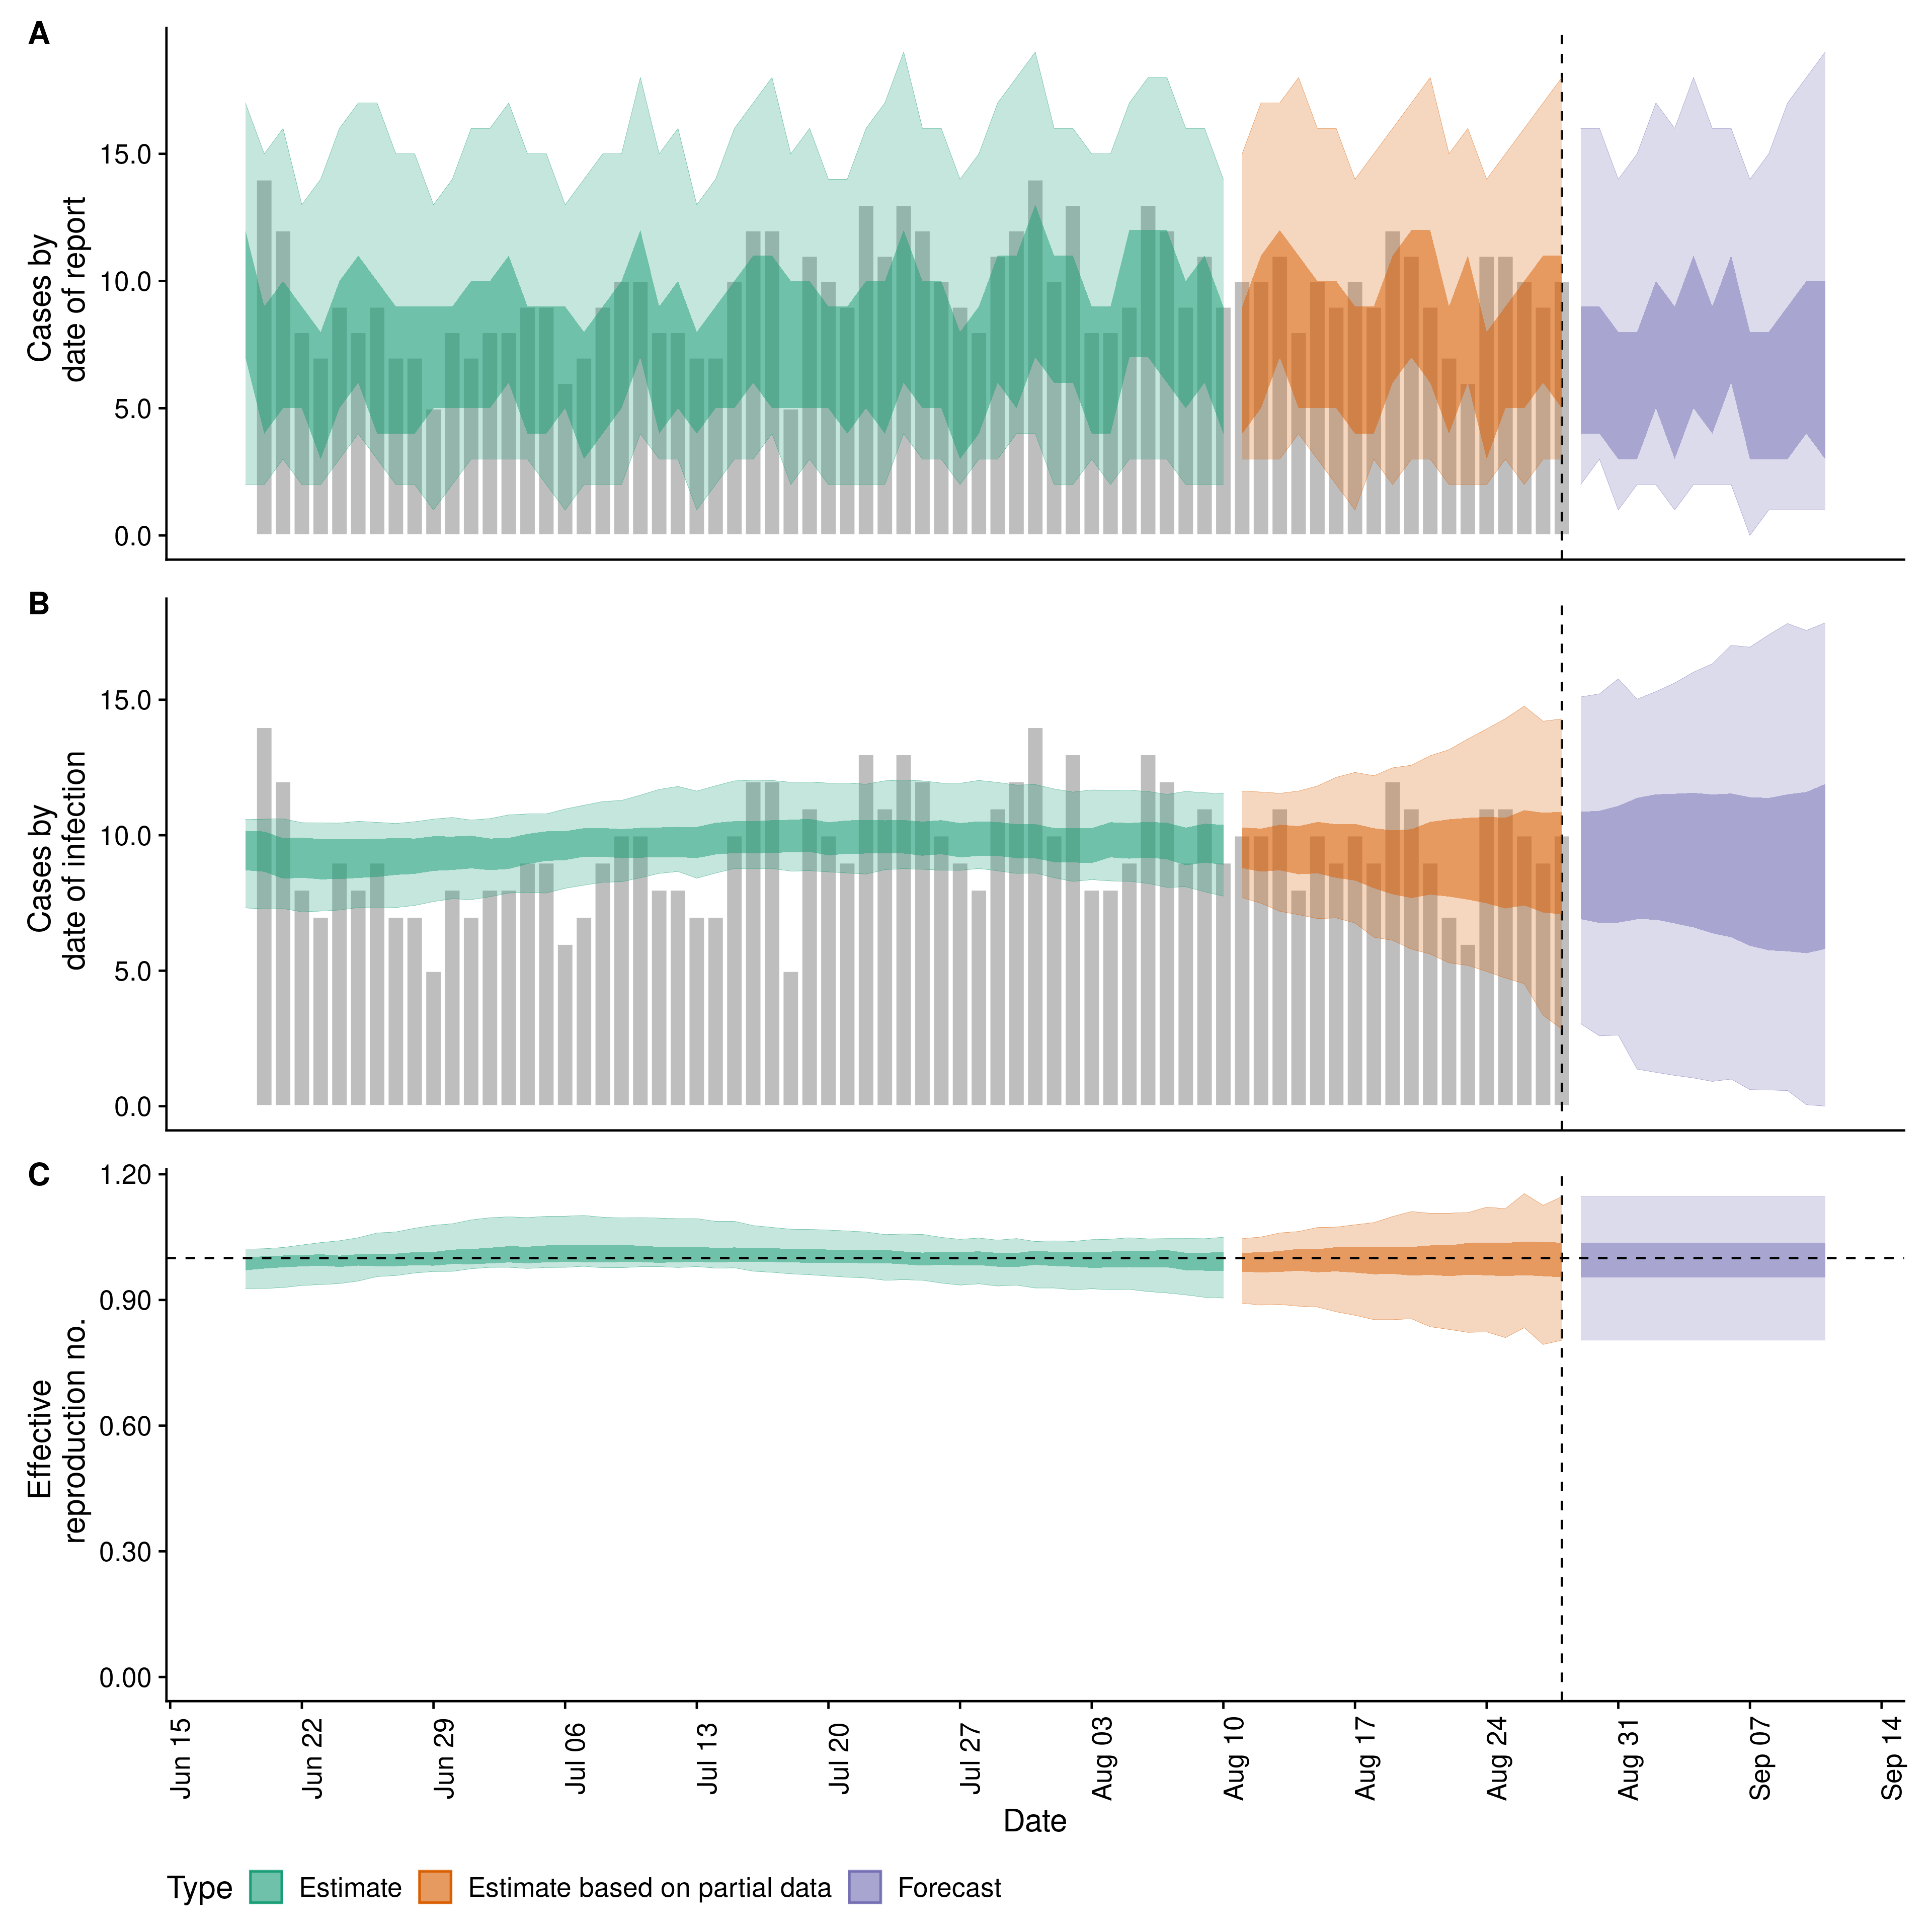 A
Cases by
date of report
15.0
10.0
5.0
0.0
B
Cases by
date of infection
15.0
10.0
5.0
0.0
C
Effective
reproduction no.
1.20
0.90
0.60
0.30
0.00
Jun 15 Jun 22 Jun 29 Jul 06 Jul 13 Jul 20 Jul 27 Aug 03 Aug 10 Aug 17 Aug 24 Aug 31 Sep 07 Sep 14
Date
Type Estimate Estimate based on partial data Forecast